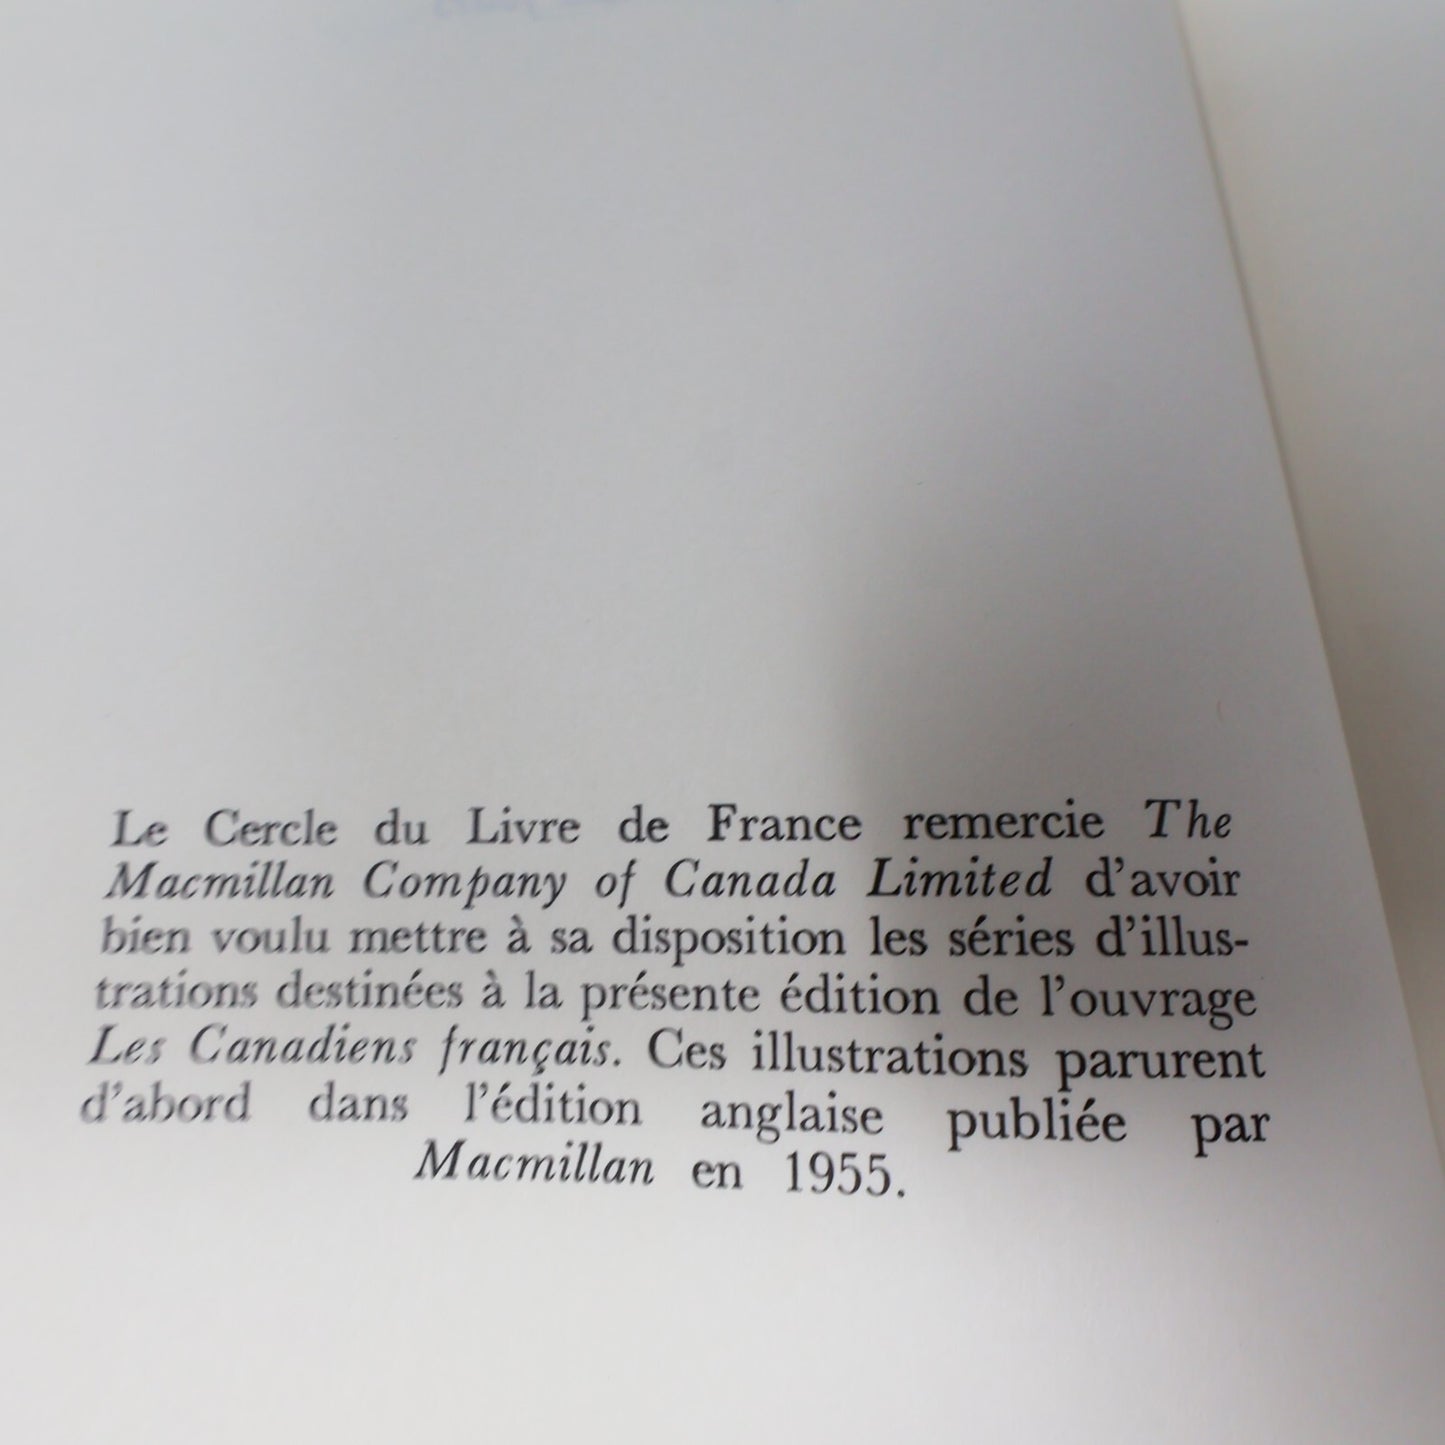 Le Cercle du Livre de France remercie The
Macmillan Company of Canada Limited d'avoir
bien voulu mettre à sa disposition les séries d'illus-
trations destinées à la présente édition de l'ouvrage
Les Canadiens français. Ces illustrations parurent
d'abord dans l'édition anglaise publiée par
Macmillan en 1955.